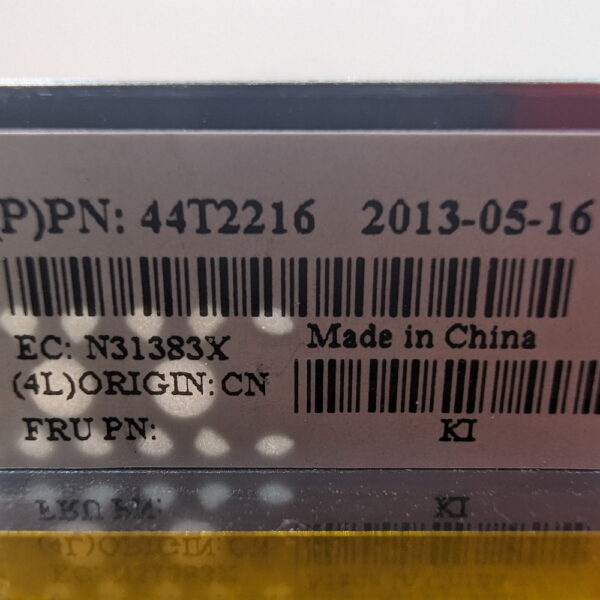 (P)PN: 44T2216 2013-05-16
EC: N31383X
Made in China
(4L)ORIGIN: CN
FRU PN:
KI